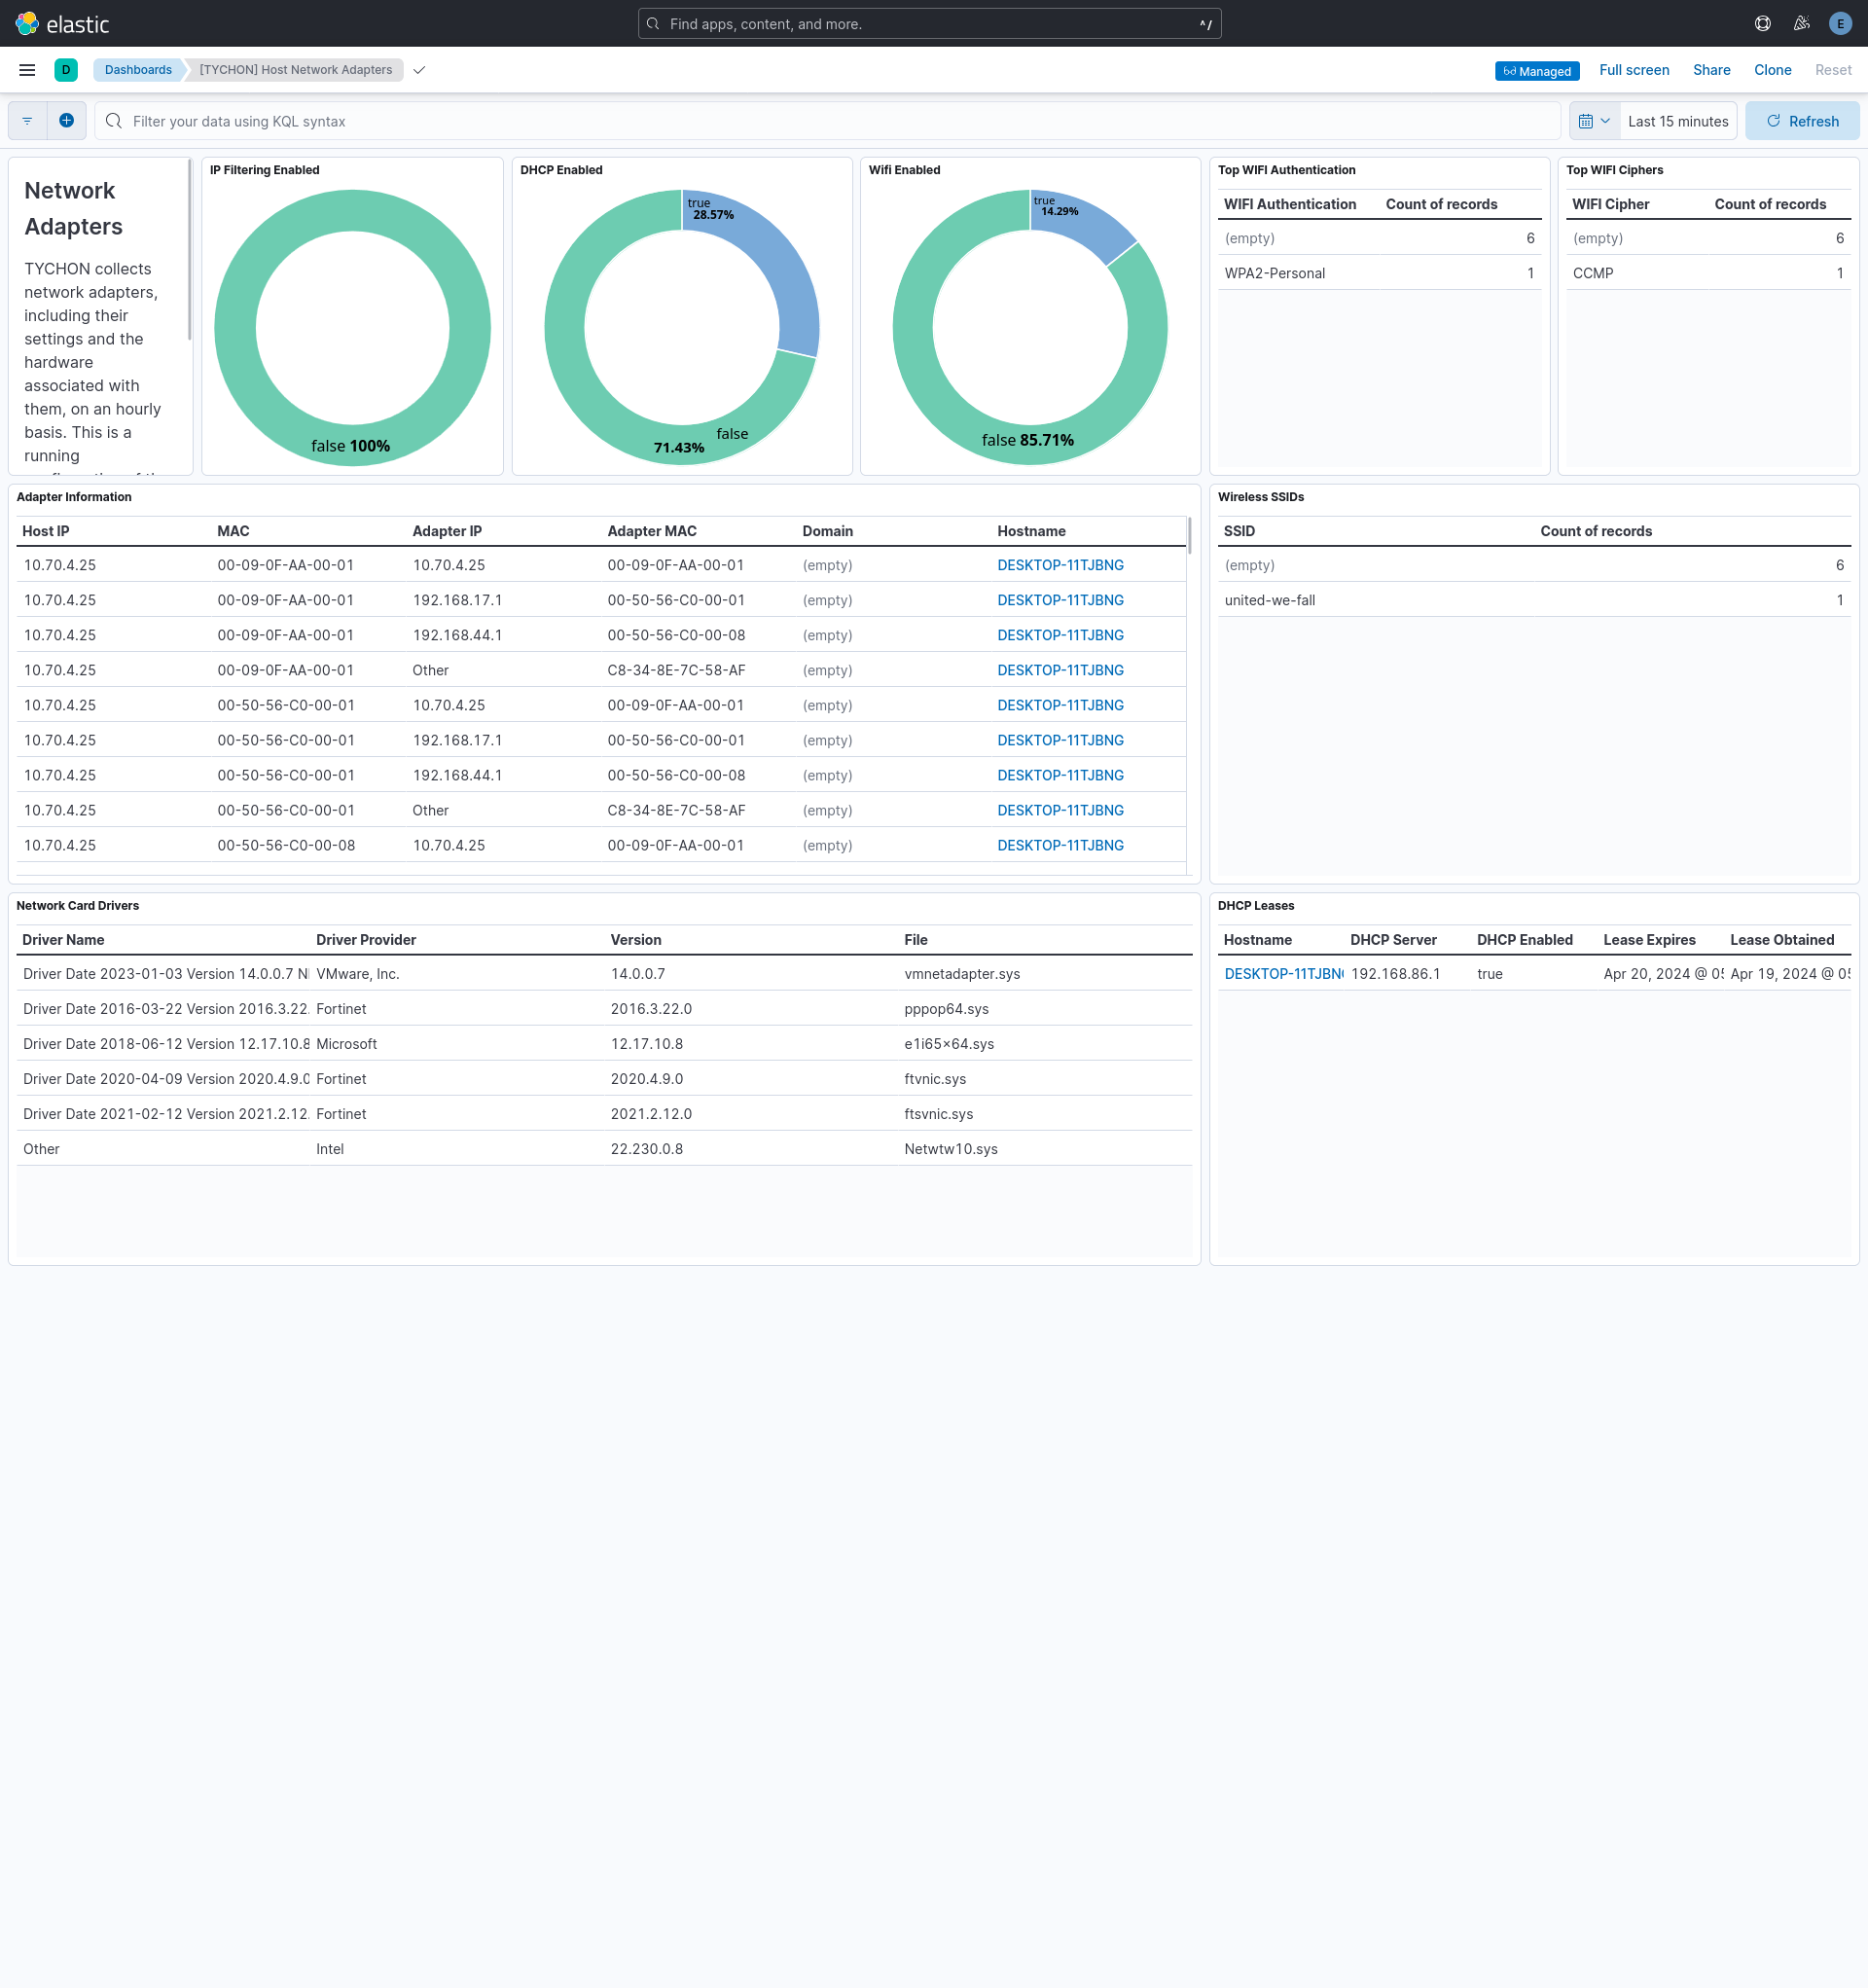 elastic
Find apps, content, and more.
^/
E
D
Dashboards
[TYCHON] Host Network Adapters
Managed
Full screen
Share
Clone
Reset
Filter your data using KQL syntax
Last 15 minutes
Refresh
Network
Adapters
TYCHON collects
network adapters,
including their
settings and the
hardware
associated with
them, on an hourly
basis. This is a
running
IP Filtering Enabled
false 100%
DHCP Enabled
true
28.57%
false
71.43%
Wifi Enabled
true
14.29%
false 85.71%
Top WIFI Authentication
WIFI Authentication Count of records
(empty) 6
WPA2-Personal 1
Top WIFI Ciphers
WIFI Cipher Count of records
(empty) 6
CCMP 1
Adapter Information
Host IP MAC Adapter IP Adapter MAC Domain Hostname
10.70.4.25 00-09-0F-AA-00-01 10.70.4.25 00-09-0F-AA-00-01 (empty) DESKTOP-11TJBNG
10.70.4.25 00-09-0F-AA-00-01 192.168.17.1 00-50-56-C0-00-01 (empty) DESKTOP-11TJBNG
10.70.4.25 00-09-0F-AA-00-01 192.168.44.1 00-50-56-C0-00-08 (empty) DESKTOP-11TJBNG
10.70.4.25 00-09-0F-AA-00-01 Other C8-34-8E-7C-58-AF (empty) DESKTOP-11TJBNG
10.70.4.25 00-50-56-C0-00-01 10.70.4.25 00-09-0F-AA-00-01 (empty) DESKTOP-11TJBNG
10.70.4.25 00-50-56-C0-00-01 192.168.17.1 00-50-56-C0-00-01 (empty) DESKTOP-11TJBNG
10.70.4.25 00-50-56-C0-00-01 192.168.44.1 00-50-56-C0-00-08 (empty) DESKTOP-11TJBNG
10.70.4.25 00-50-56-C0-00-01 Other C8-34-8E-7C-58-AF (empty) DESKTOP-11TJBNG
10.70.4.25 00-50-56-C0-00-08 10.70.4.25 00-09-0F-AA-00-01 (empty) DESKTOP-11TJBNG
Wireless SSIDs
SSID Count of records
(empty) 6
united-we-fall 1
Network Card Drivers
Driver Name Driver Provider Version File
Driver Date 2023-01-03 Version 14.0.0.7 N VMware, Inc. 14.0.0.7 vmnetadapter.sys
Driver Date 2016-03-22 Version 2016.3.22. Fortinet 2016.3.22.0 pppop64.sys
Driver Date 2018-06-12 Version 12.17.10.8 Microsoft 12.17.10.8 e1i65x64.sys
Driver Date 2020-04-09 Version 2020.4.9.0 Fortinet 2020.4.9.0 ftvnic.sys
Driver Date 2021-02-12 Version 2021.2.12. Fortinet 2021.2.12.0 ftsvnic.sys
Other Intel 22.230.0.8 Netwtw10.sys
DHCP Leases
Hostname DHCP Server DHCP Enabled Lease Expires Lease Obtained
DESKTOP-11TJBN 192.168.86.1 true Apr 20, 2024 @ 05 Apr 19, 2024 @ 05